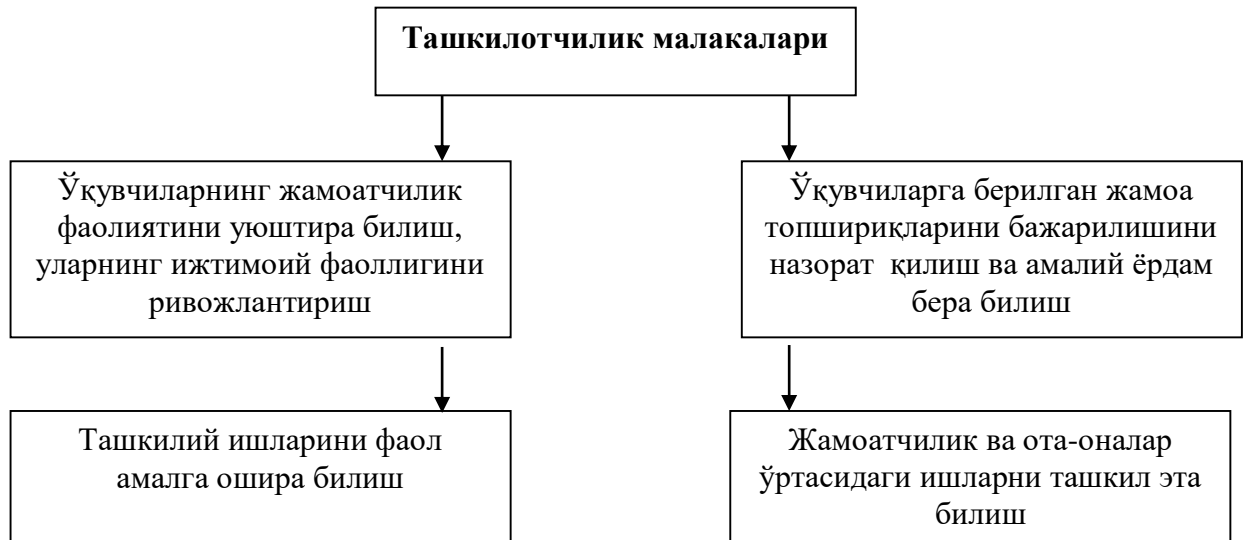 Ташкилотчилик малакалари
Ўқувчиларнинг жамоатчилик
фаолиятини уюштира билиш,
уларнинг ижтимоий фаоллигини
ривожлантириш
Ўқувчиларга берилган жамоа
топшириқларини бажарилишини
назорат қилиш ва амалий ёрдам
бера билиш
Ташкилий ишларини фаол
амалга ошира билиш
Жамоатчилик ва ота-оналар
ўртасидаги ишларни ташкил эта
билиш